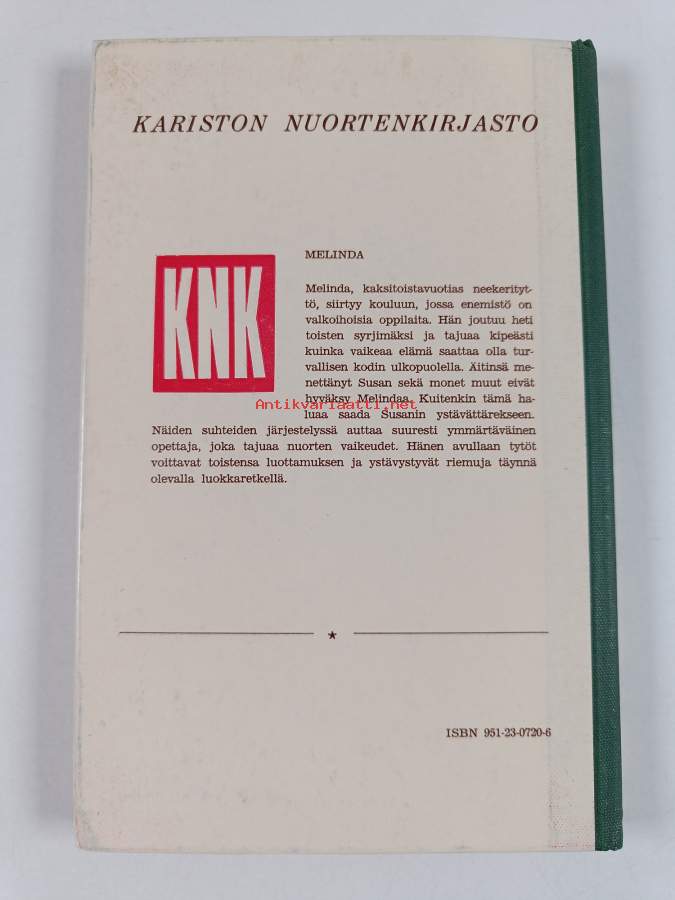 KARISTON NUORTENKIRJASTO
KNK
MELINDA
Melinda, kaksitoistavuotias neekerityt-
tö, siirtyy kouluun, jossa enemistö on
valkoihoisia oppilaita. Hän joutuu heti
toisten syrjimäksi ja tajuaa kipeästi
kuinka vaikeaa elämä saattaa olla tur-
vallisen kodin ulkopuolella. Äitinsä me-
nettänyt Susan sekä monet muut eivät
hyväksy Melindaa. Kuitenkin tämä ha-
Antikvariaatti.net
luaa saada Susanin ystävättärekseen.
Näiden suhteiden järjestelyssä auttaa suuresti ymmärtäväinen
opettaja, joka tajuaa nuorten vaikeudet. Hänen avullaan tytöt
voittavat toistensa luottamuksen ja ystävystyvät riemuja täynnä
olevalla luokkaretkellä.
ISBN 951-23-0720-6